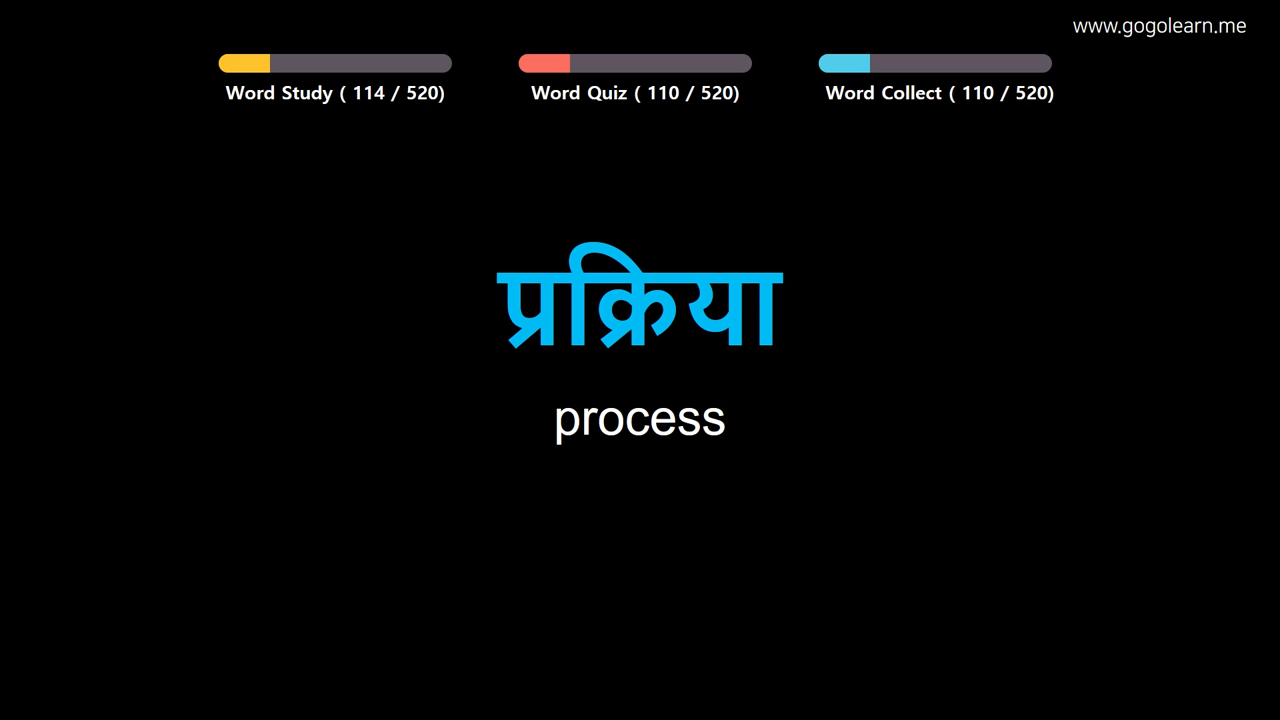 www.gogolearn.me
Word Study ( 114 / 520)
Word Quiz ( 110 / 520)
Word Collect ( 110 / 520)
प्रक्रिया
process